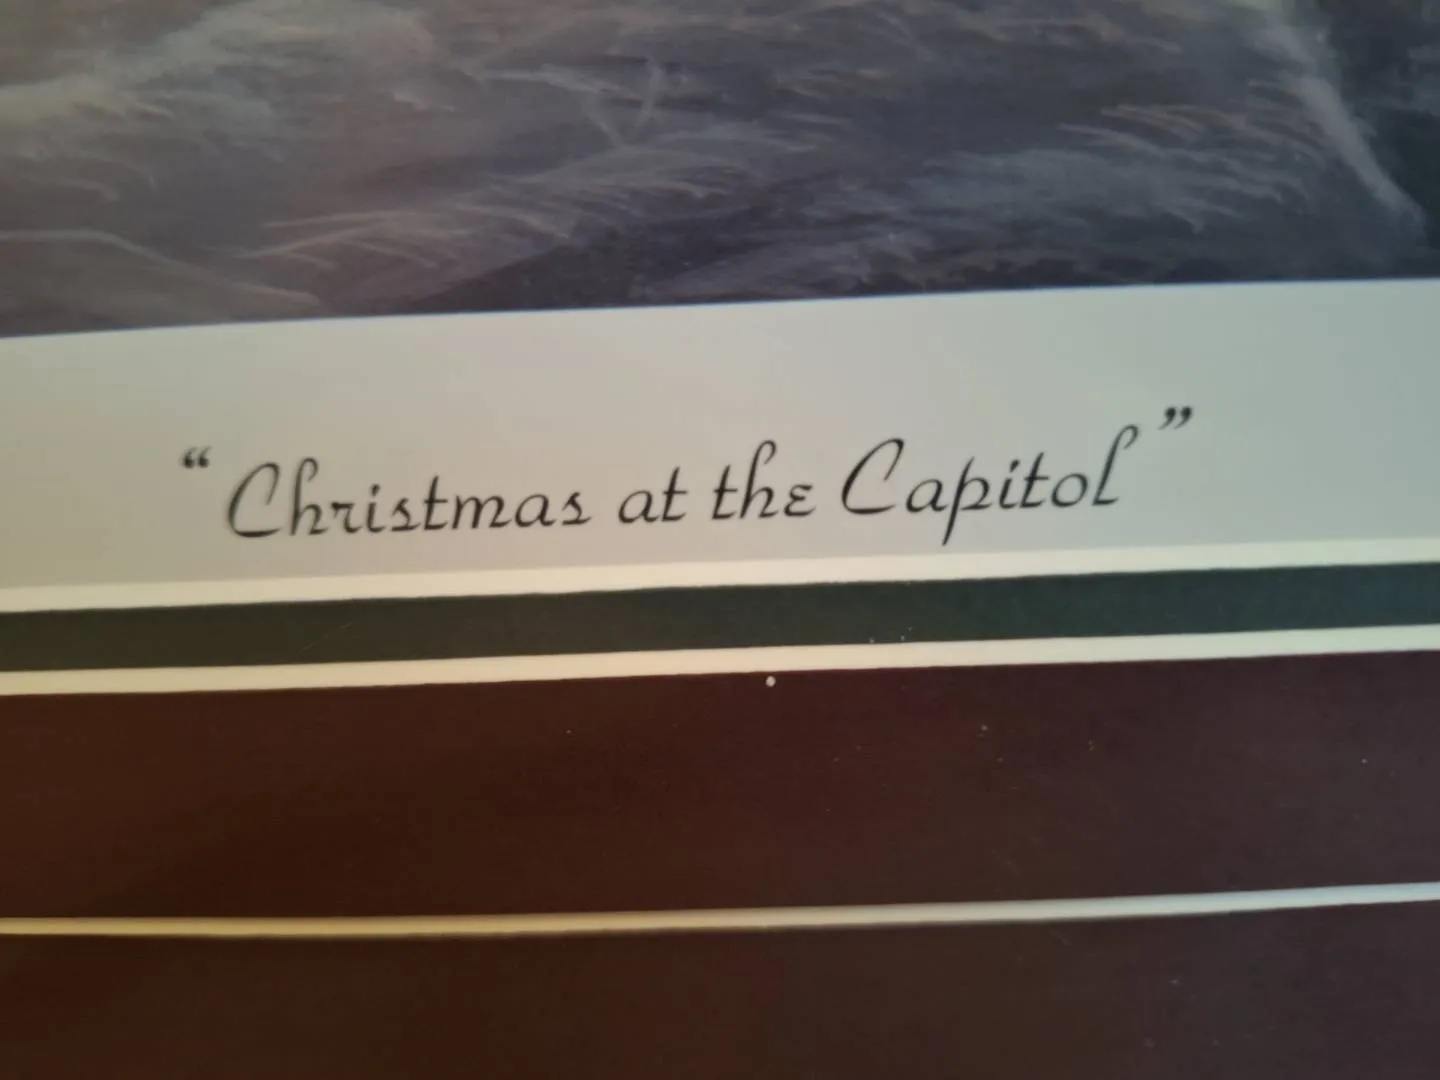 “Christmas at the Capitol”